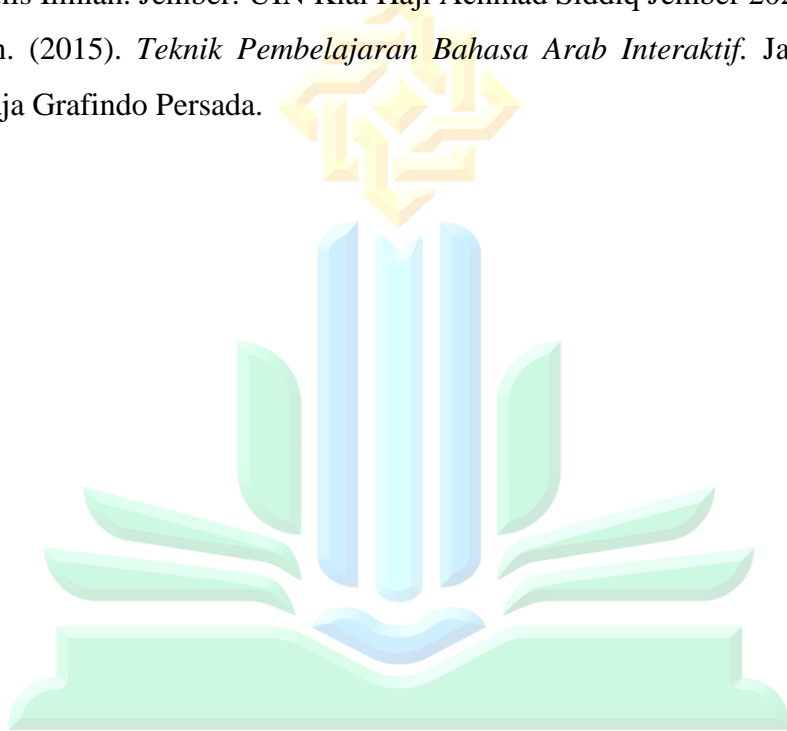 Ilmiah. Jember: UIN Kiai Haji Achmad Siddiq Jember 202
(2015). Teknik Pembelajaran Bahasa Arab Interaktif. Ja
ja Grafindo Persada.